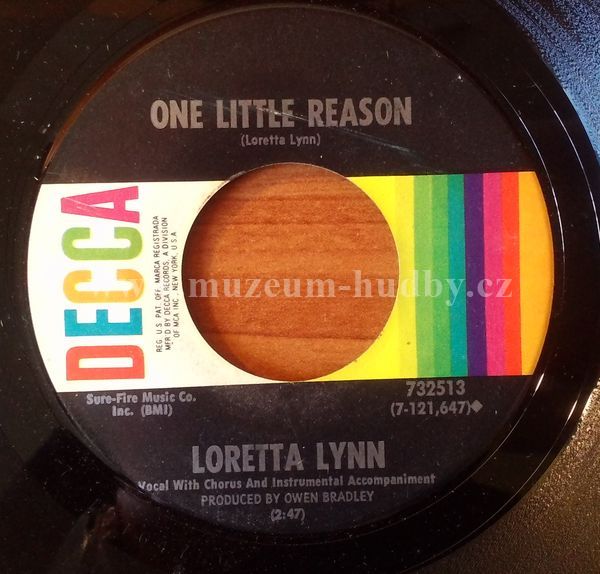 ONE LITTLE REASON
(Loretta Lynn)
DECCA
REG. U.S. PAT. OFF. MARCA REGISTRADA
MFR'D BY DECCA RECORDS, A DIVISION
OF MCA INC., NEW YORK, U.S.A.
www.muzeum-hudby.cz
Sure-Fire Music Co.
Inc. (BMI)
732513
(7-121,647)◆
LORETTA LYNN
Vocal With Chorus And Instrumental Accompaniment
PRODUCED BY OWEN BRADLEY
(2:47)